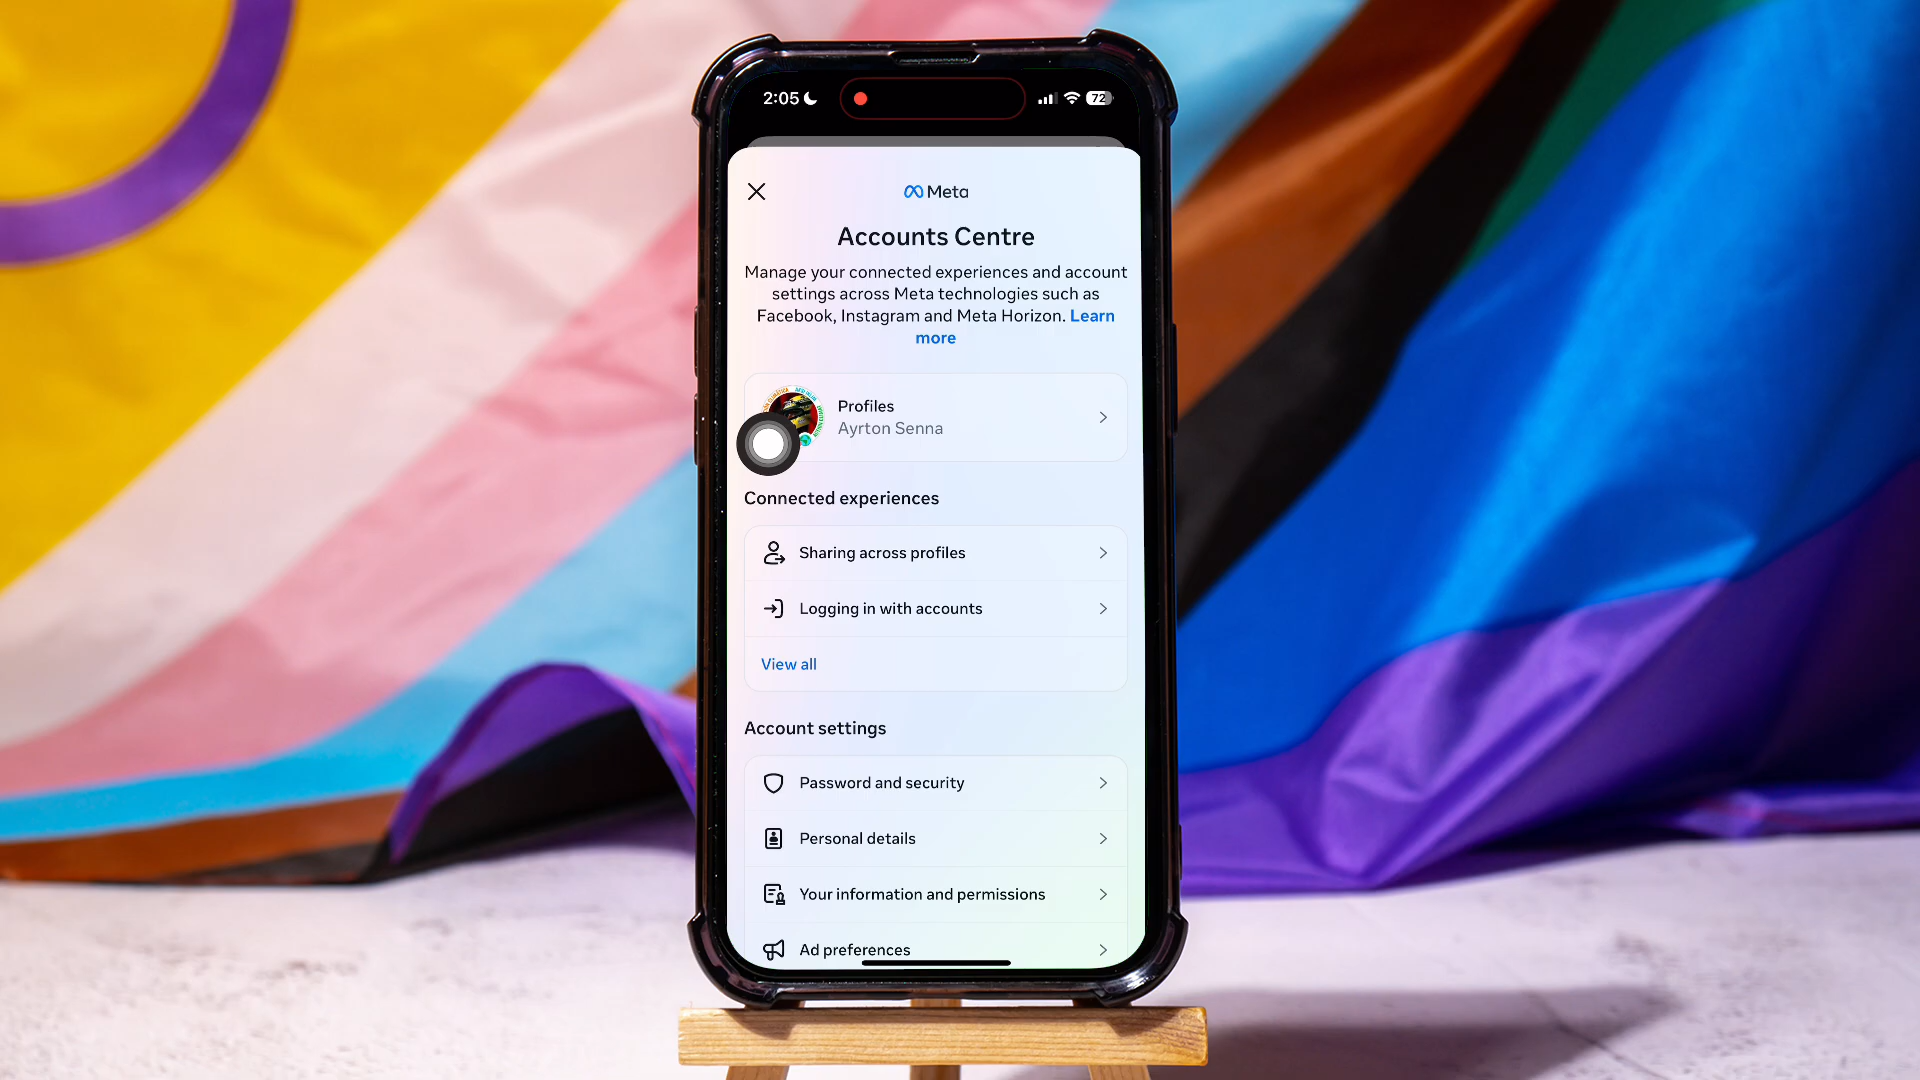 2:05
72
Meta
Accounts Centre
Manage your connected experiences and account
settings across Meta technologies such as
Facebook, Instagram and Meta Horizon. Learn
more
Profiles
Ayrton Senna
Connected experiences
Sharing across profiles
Logging in with accounts
View all
Account settings
Password and security
Personal details
Your information and permissions
Ad preferences